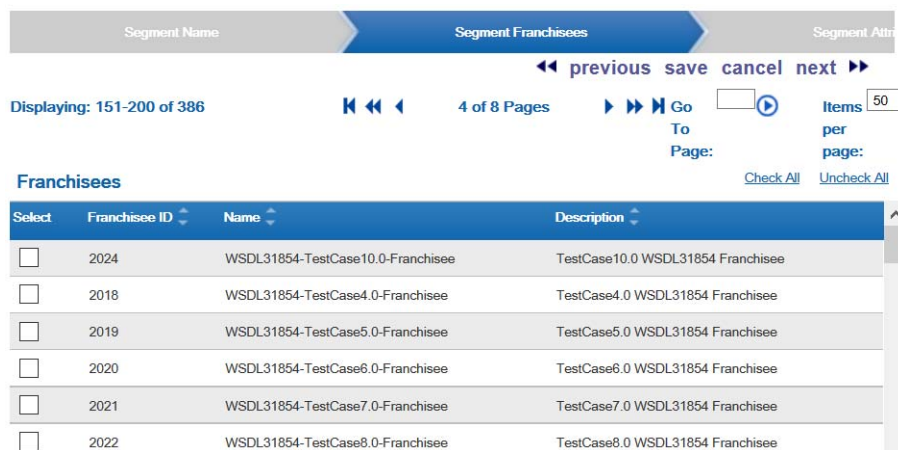 Segment Name Segment Franchisees Segment Attri
previous save cancel next
Displaying: 151-200 of 386 4 of 8 Pages Go To Page: Items per page: 50
Franchisees Check All Uncheck All
Select Franchisee ID Name Description
2024 WSDL31854-TestCase10.0-Franchisee TestCase10.0 WSDL31854 Franchisee
2018 WSDL31854-TestCase4.0-Franchisee TestCase4.0 WSDL31854 Franchisee
2019 WSDL31854-TestCase5.0-Franchisee TestCase5.0 WSDL31854 Franchisee
2020 WSDL31854-TestCase6.0-Franchisee TestCase6.0 WSDL31854 Franchisee
2021 WSDL31854-TestCase7.0-Franchisee TestCase7.0 WSDL31854 Franchisee
2022 WSDL31854-TestCase8.0-Franchisee TestCase8.0 WSDL31854 Franchisee